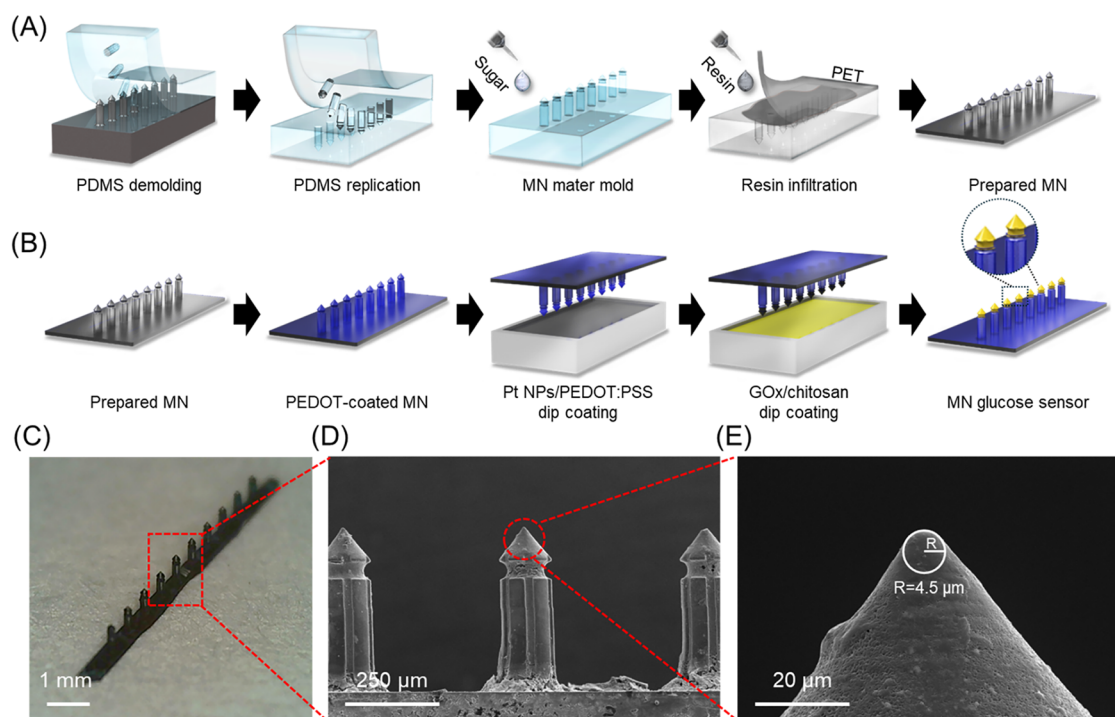 (A)
Sugar
Resin
PET
PDMS demolding
PDMS replication
MN mater mold
Resin infiltration
Prepared MN
(B)
Prepared MN
PEDOT-coated MN
Pt NPs/PEDOT:PSS
dip coating
GOx/chitosan
dip coating
MN glucose sensor
(C)
1 mm
(D)
250 µm
(E)
R
R=4.5 µm
20 µm